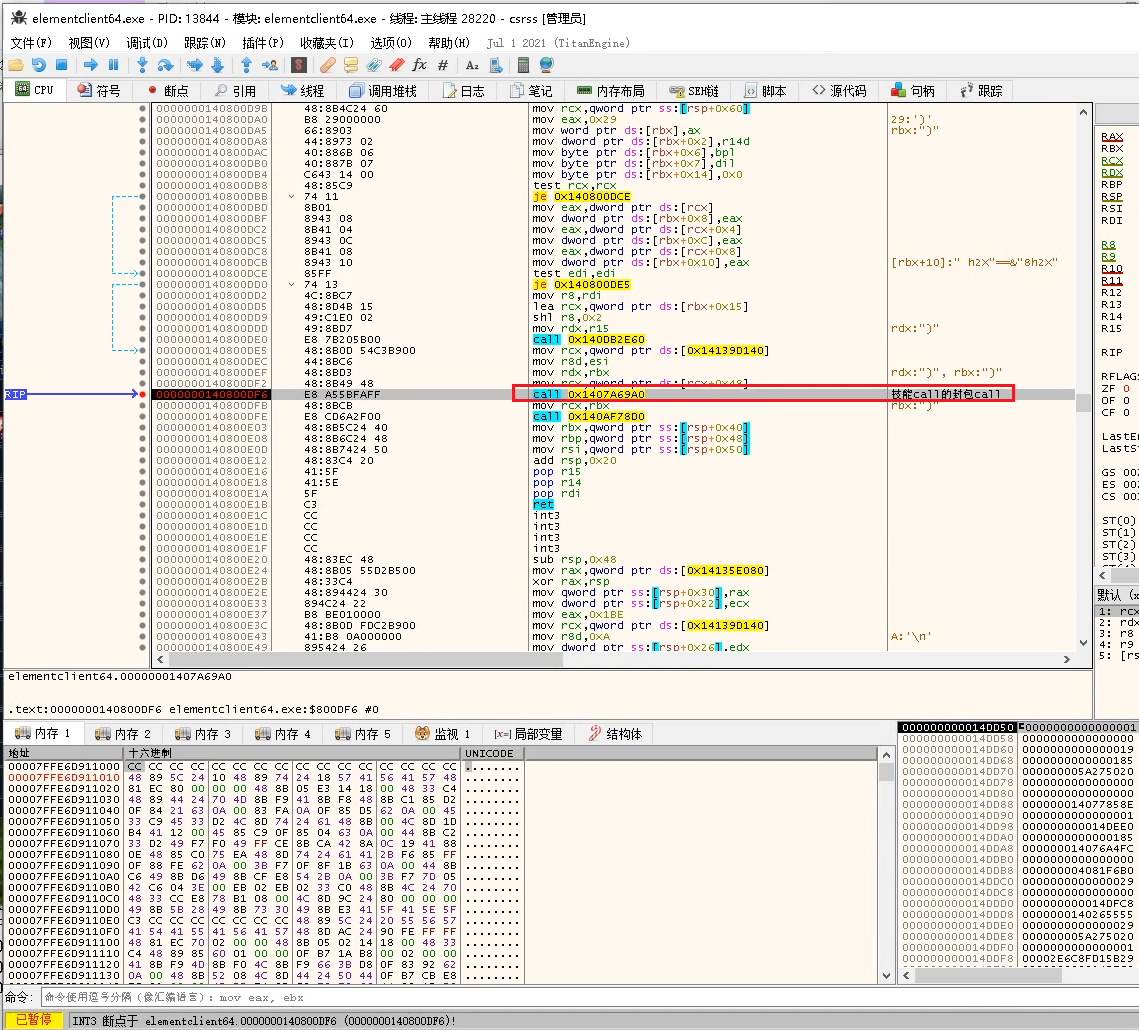 elementclient64.exe - PID: 13844 - 模块: elementclient64.exe - 线程: 主线程 28220 - csrss [管理员]
文件(F) 视图(V) 调试(D) 跟踪(N) 插件(P) 收藏夹(I) 选项(O) 帮助(H) Jul 1 2021 (TitanEngine)
CPU 符号 断点 引用 线程 调用堆栈 日志 笔记 内存布局 SEH链 脚本 源代码 句柄 跟踪
0000000140800D9B 48:8B4C24 60 mov rcx,qword ptr ss:[rsp+0x60]
0000000140800DA0 B8 29000000 mov eax,0x29 29:')'
0000000140800DA5 66:8903 mov word ptr ds:[rbx],ax rbx:")"
0000000140800DA8 44:8973 02 mov dword ptr ds:[rbx+0x2],r14d
0000000140800DAC 40:886B 06 mov byte ptr ds:[rbx+0x6],bpl
0000000140800DB0 40:887B 07 mov byte ptr ds:[rbx+0x7],dil
0000000140800DB4 C643 14 00 mov byte ptr ds:[rbx+0x14],0x0
0000000140800DB8 48:85C9 test rcx,rcx
0000000140800DBB 74 11 je 0x140800DCE
0000000140800DBD 8B01 mov eax,dword ptr ds:[rcx]
0000000140800DBF 8943 08 mov dword ptr ds:[rbx+0x8],eax
0000000140800DC2 8B41 04 mov eax,dword ptr ds:[rcx+0x4]
0000000140800DC5 8943 0C mov dword ptr ds:[rbx+0xC],eax
0000000140800DC8 8B41 08 mov eax,dword ptr ds:[rcx+0x8]
0000000140800DCB 8943 10 mov dword ptr ds:[rbx+0x10],eax [rbx+10]:" h2X"==&"8h2X"
0000000140800DCE 85FF test edi,edi
0000000140800DD0 74 13 je 0x140800DE5
0000000140800DD2 4C:8BC7 mov r8,rdi
0000000140800DD5 48:8D4B 15 lea rcx,qword ptr ds:[rbx+0x15]
0000000140800DD9 49:C1E0 02 shl r8,0x2
0000000140800DDD 49:8BD7 mov rdx,r15 rdx:")"
0000000140800DE0 E8 7B205B00 call 0x140DB2E60
0000000140800DE5 48:8B0D 54C3B900 mov rcx,qword ptr ds:[0x14139D140]
0000000140800DEC 44:8BC6 mov r8d,esi
0000000140800DEF 48:8BD3 mov rdx,rbx rdx:")", rbx:")"
0000000140800DF2 48:8B49 48 mov rcx,qword ptr ds:[rcx+0x48]
RIP 0000000140800DF6 E8 A55BFAFF call 0x1407A69A0 技能call的封包call
0000000140800DFB 48:8BCB mov rcx,rbx rbx:")"
0000000140800DFE E8 CD6A2F00 call 0x140AF78D0
0000000140800E03 48:8B5C24 40 mov rbx,qword ptr ss:[rsp+0x40]
0000000140800E08 48:8B6C24 48 mov rbp,qword ptr ss:[rsp+0x48]
0000000140800E0D 48:8B7424 50 mov rsi,qword ptr ss:[rsp+0x50]
0000000140800E12 48:83C4 20 add rsp,0x20
0000000140800E16 41:5F pop r15
0000000140800E18 41:5E pop r14
0000000140800E1A 5F pop rdi
0000000140800E1B C3 ret
0000000140800E1C CC int3
0000000140800E1D CC int3
0000000140800E1E CC int3
0000000140800E1F CC int3
0000000140800E20 48:83EC 48 sub rsp,0x48
0000000140800E24 48:8B05 55D2B500 mov rax,qword ptr ds:[0x14135E080]
0000000140800E2B 48:33C4 xor rax,rsp
0000000140800E2E 48:894424 30 mov qword ptr ss:[rsp+0x30],rax
0000000140800E33 894C24 22 mov dword ptr ss:[rsp+0x22],ecx
0000000140800E37 B8 BE010000 mov eax,0x1BE
0000000140800E3C 48:8B0D FDC2B900 mov rcx,qword ptr ds:[0x14139D140]
0000000140800E43 41:B8 0A000000 mov r8d,0xA A:'\n'
0000000140800E49 895424 26 mov dword ptr ss:[rsp+0x26],edx
RAX
RBX
RCX
RDX
RBP
RSP
RSI
RDI
R8
R9
R10
R11
R12
R13
R14
R15
RIP
RFLAGS
ZF 0
OF 0
CF 0
GS 002
ES 002
CS 003
ST(0)
ST(1)
ST(2)
ST(3)
1: rcx
2: rdx
3: r8
4: r9
5: [rs
elementclient64.00000001407A69A0
.text:0000000140800DF6 elementclient64.exe:$800DF6 #0
内存 1 内存 2 内存 3 内存 4 内存 5 监视 1 [x=] 局部变量 结构体
地址 十六进制 UNICODE
00007FFE6D911000 CC CC CC CC CC CC CC CC CC CC CC CC CC CC CC CC
00007FFE6D911010 48 89 5C 24 10 48 89 74 24 18 57 41 56 41 57 48
00007FFE6D911020 81 EC 80 00 00 00 48 8B 05 E3 14 18 00 48 33 C4
00007FFE6D911030 48 89 44 24 70 4D 8B F9 41 8B F8 48 8B C1 85 D2
00007FFE6D911040 0F 84 21 63 0A 00 83 FA 0A 0F 85 D5 62 0A 00 45
00007FFE6D911050 33 C9 45 33 D2 4C 8D 74 24 61 48 8B 00 4C 8D 1D
00007FFE6D911060 B4 41 12 00 45 85 C9 0F 85 04 63 0A 00 44 8B C2
00007FFE6D911070 33 D2 49 F7 F0 49 FF CE 8B CA 42 8A 0C 19 41 88
00007FFE6D911080 0E 48 85 C0 75 EA 48 8D 74 24 61 41 2B F6 85 FF
00007FFE6D911090 0F 88 FE 62 0A 00 3B F7 0F 8F 1B 63 0A 00 44 8B
00007FFE6D9110A0 C6 49 8B D6 49 8B CF E8 54 2B 0A 00 3B F7 7D 05
00007FFE6D9110B0 42 C6 04 3E 00 EB 02 EB 02 33 C0 48 8B 4C 24 70
00007FFE6D9110C0 48 33 CC E8 78 B1 08 00 4C 8D 9C 24 80 00 00 00
00007FFE6D9110D0 49 8B 5B 28 49 8B 73 30 49 8B E3 41 5F 41 5E 5F
00007FFE6D9110E0 C3 CC CC CC CC CC CC CC 48 89 5C 24 20 55 56 57
00007FFE6D9110F0 41 54 41 55 41 56 41 57 48 8D AC 24 90 FE FF FF
00007FFE6D911100 48 81 EC 70 02 00 00 48 8B 05 02 14 18 00 48 33
00007FFE6D911110 C4 48 89 85 60 01 00 00 0F B7 1A B8 00 02 00 00
00007FFE6D911120 41 8B F9 4D 8B F0 4C 8B F9 66 3B D8 0F 83 92 62
00007FFE6D911130 0A 00 48 8B 52 08 4C 8D 44 24 50 44 0F B7 CB E8
000000000014DD50 0000000000000001
000000000014DD58 0000000000000000
000000000014DD60 0000000000000019
000000000014DD68 0000000000000185
000000000014DD70 000000005A275020
000000000014DD78 0000000000000000
000000000014DD80 0000000000000000
000000000014DD88 000000014077858E
000000000014DD90 0000000000000001
000000000014DD98 000000000014DEE0
000000000014DDA0 0000000000000185
000000000014DDA8 000000014076A4FC
000000000014DDB0 0000000000000000
000000000014DDB8 000000004081F6B0
000000000014DDC0 0000000000000029
000000000014DDC8 0000000000000000
000000000014DDD0 000000000014DFC8
000000000014DDD8 0000000140265555
000000000014DDE0 0000000000000029
000000000014DDE8 000000005A275020
000000000014DDF0 0000000000000001
000000000014DDF8 00002E6C8FD15B29
命令: 命令使用逗号分隔（像汇编语言）: mov eax, ebx
已暂停 INT3 断点于 elementclient64.0000000140800DF6 (0000000140800DF6)!